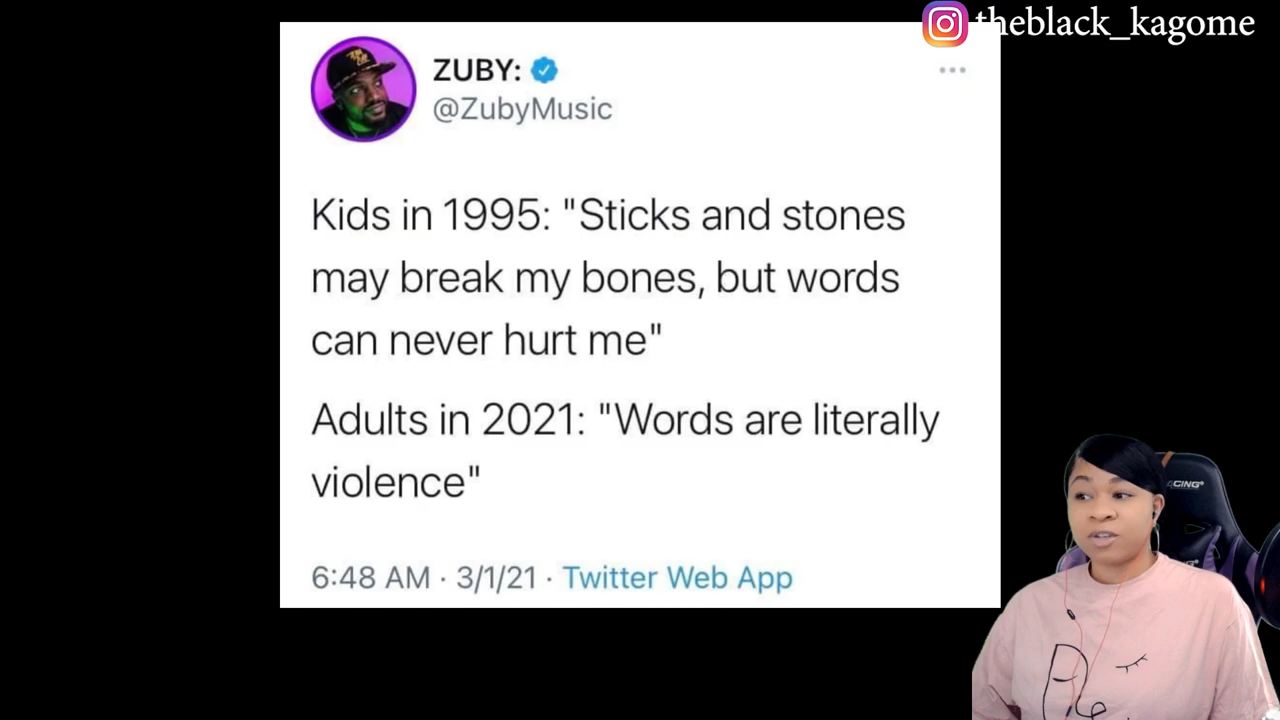 theblack_kagome
ZUBY:
@ZubyMusic
Kids in 1995: "Sticks and stones
may break my bones, but words
can never hurt me"
Adults in 2021: "Words are literally
violence"
6:48 AM · 3/1/21 · Twitter Web App
CING